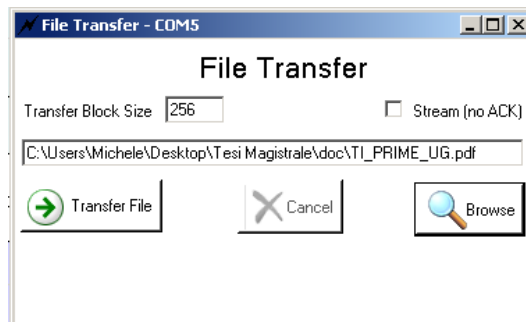 File Transfer - COM5
File Transfer
Transfer Block Size 256 Stream (no ACK)
C:\Users\Michele\Desktop\Tesi Magistrale\doc\TI_PRIME_UG.pdf
Transfer File Cancel Browse